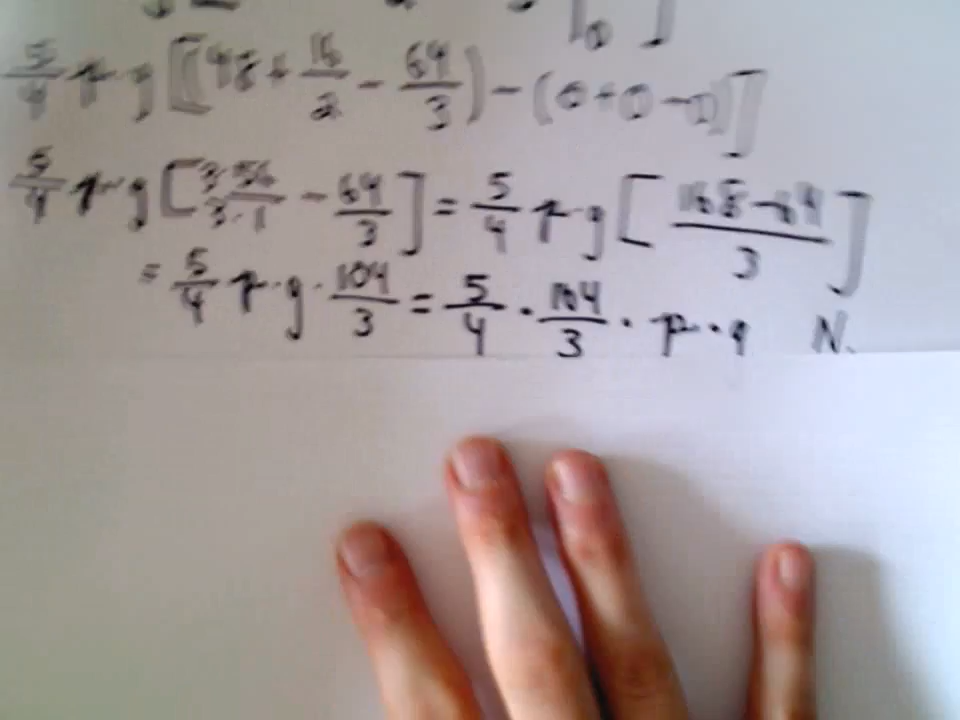 5/4 p·g [(48 + 16/2 - 64/3) - (0+0-0)]
5/4 p·g [3·56/3·1 - 64/3] = 5/4 p·g [168-64/3]
= 5/4 p·g·104/3 = 5/4 · 104/3 · p·g N.